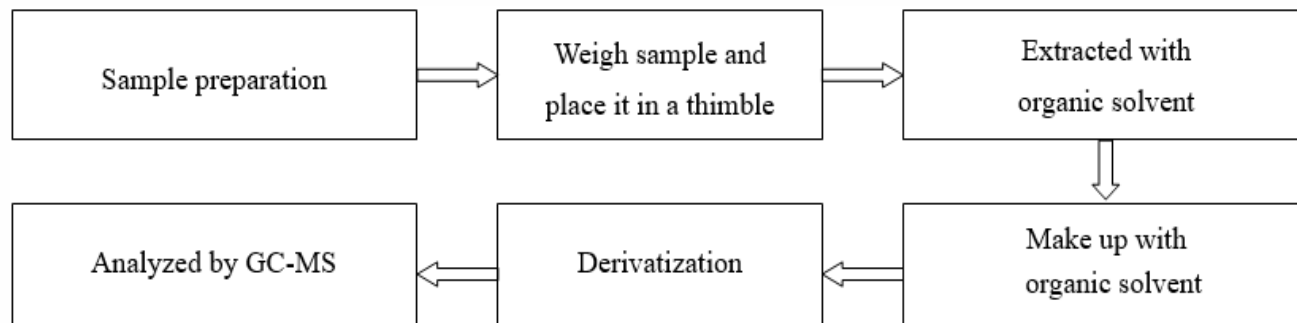 Sample preparation
Weigh sample and
place it in a thimble
Extracted with
organic solvent
Make up with
organic solvent
Derivatization
Analyzed by GC-MS